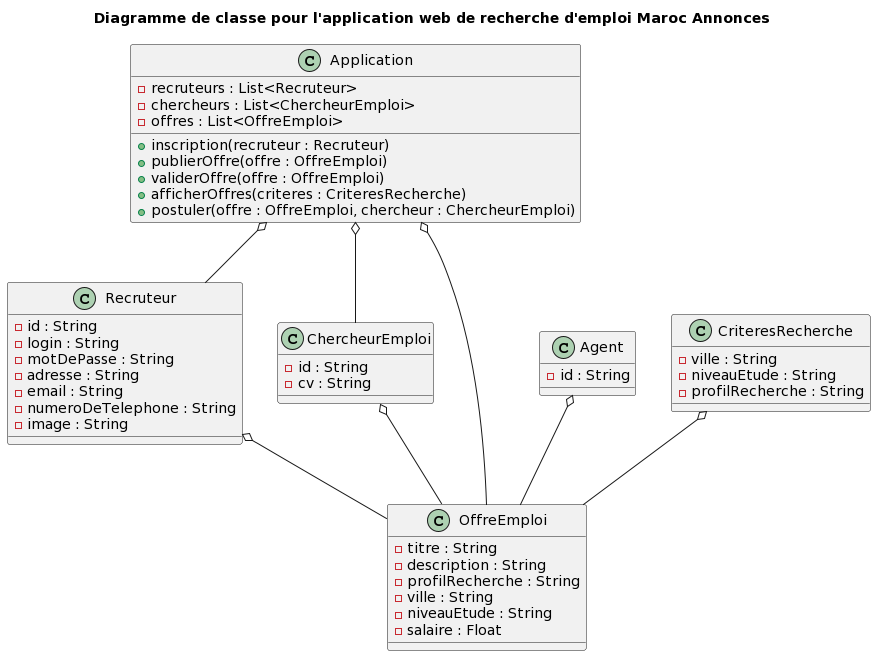 Diagramme de classe pour l'application web de recherche d'emploi Maroc Annonces
C Application
recruteurs : List<Recruteur>
chercheurs : List<ChercheurEmploi>
offres : List<OffreEmploi>
inscription(recruteur : Recruteur)
publierOffre(offre : OffreEmploi)
validerOffre(offre : OffreEmploi)
afficherOffres(criteres : CriteresRecherche)
postuler(offre : OffreEmploi, chercheur : ChercheurEmploi)
C Recruteur
id : String
login : String
motDePasse : String
adresse : String
email : String
numeroDeTelephone : String
image : String
C ChercheurEmploi
id : String
cv : String
C Agent
id : String
C CriteresRecherche
ville : String
niveauEtude : String
profilRecherche : String
C OffreEmploi
titre : String
description : String
profilRecherche : String
ville : String
niveauEtude : String
salaire : Float